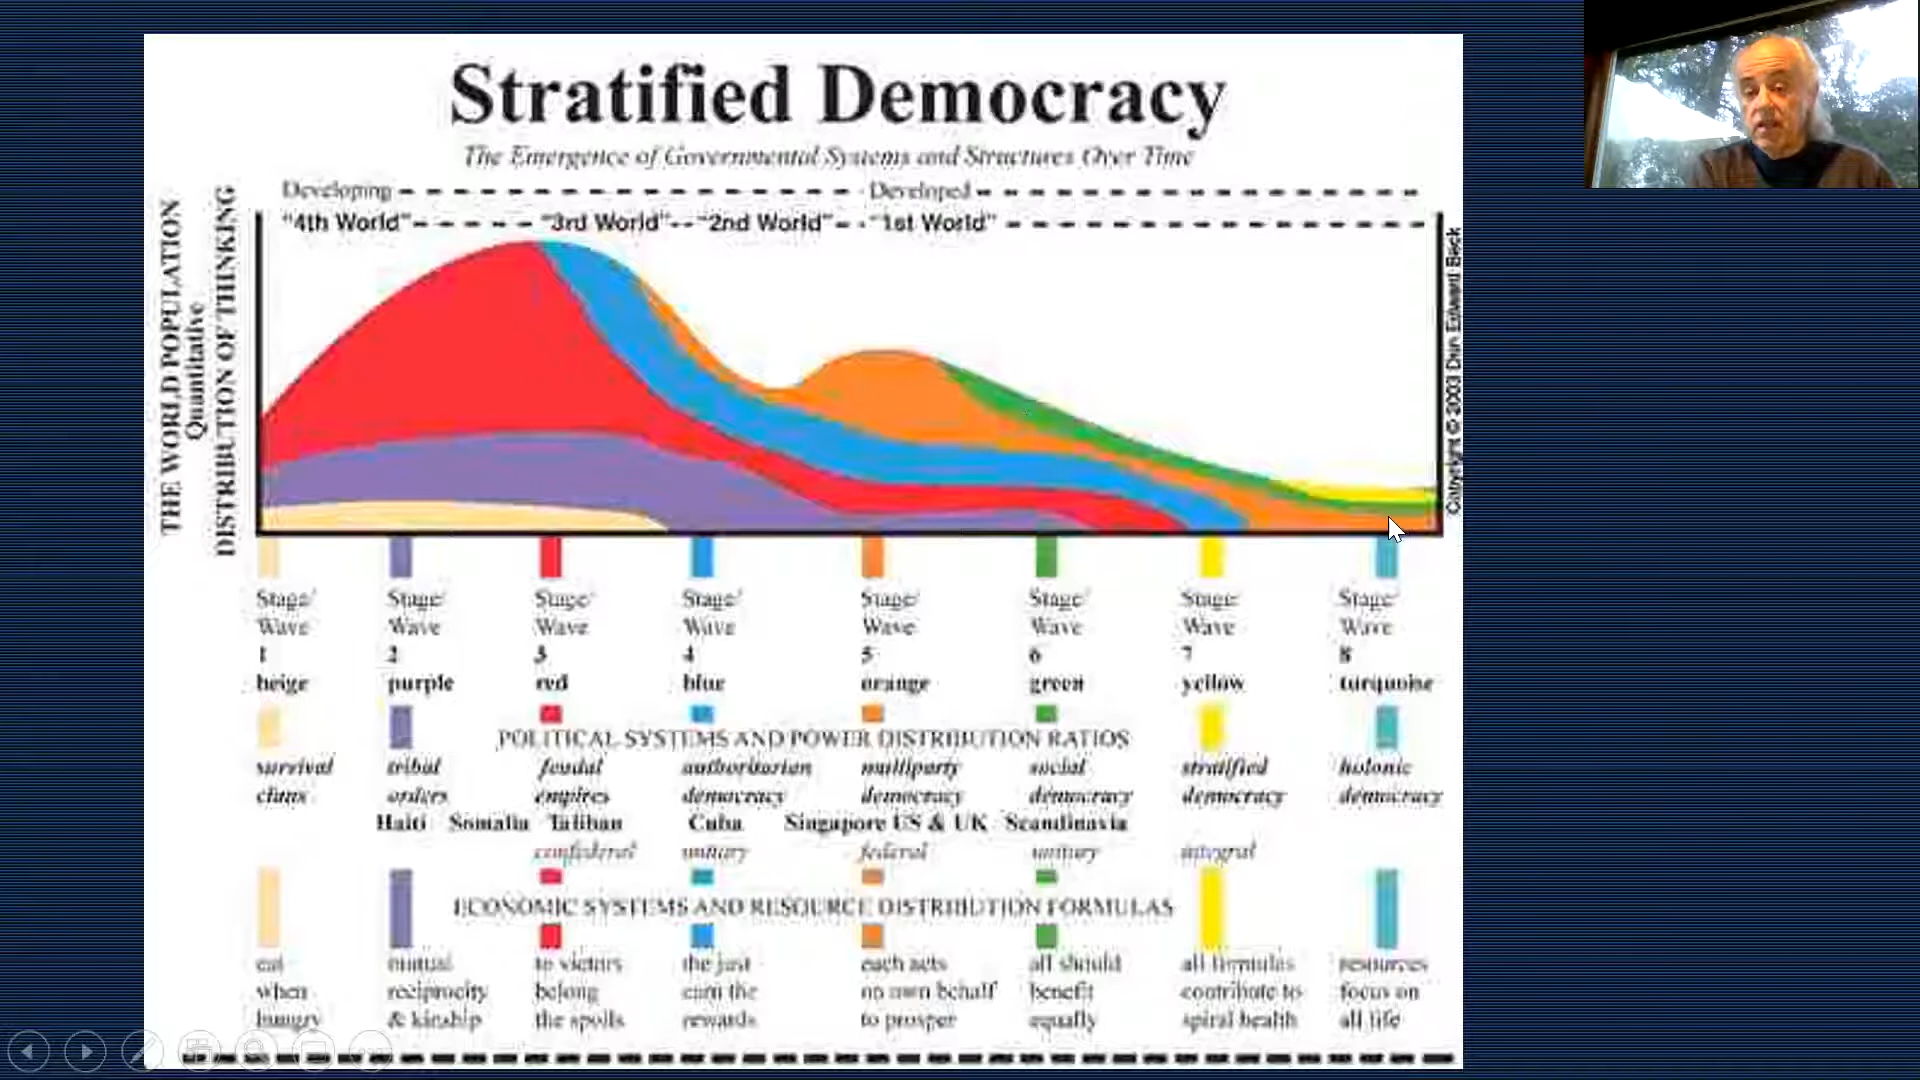 Stratified Democracy
The Emergence of Governmental Systems and Structures Over Time
Developing Developed
"4th World" "3rd World" "2nd World" "1st World"
THE WORLD POPULATION
Quantitative
DISTRIBUTION OF THINKING
Copyright © 2003 Don Edward Beck
Stage/ Stage/ Stage/ Stage/ Stage/ Stage/ Stage/ Stage/
Wave Wave Wave Wave Wave Wave Wave Wave
1 2 3 4 5 6 7 8
beige purple red blue orange green yellow turquoise
POLITICAL SYSTEMS AND POWER DISTRIBUTION RATIOS
survival tribal feudal authoritarian multiparty social stratified holonic
clans orders empires democracy democracy democracy democracy democracy
Haiti Somalia Taliban Cuba Singapore US & UK Scandinavia
confederal unitary federal unitary integral
ECONOMIC SYSTEMS AND RESOURCE DISTRIBUTION FORMULAS
eat mutual to victors the just each acts all should all formulas resources
when reciprocity belong earn the on own behalf benefit contribute to focus on
hungry & kinship the spoils rewards to prosper equally spiral health all life